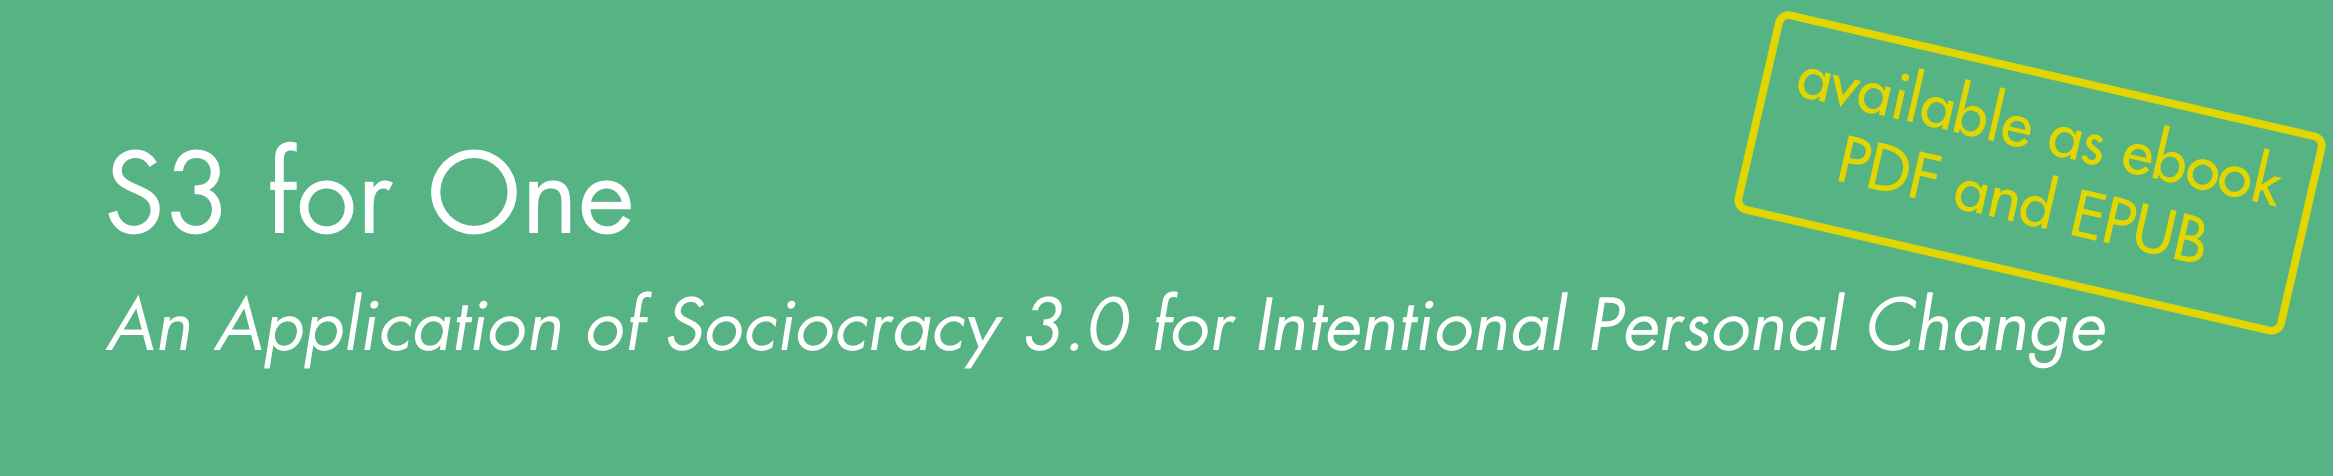 S3 for One
An Application of Sociocracy 3.0 for Intentional Personal Change
available as ebook
PDF and EPUB